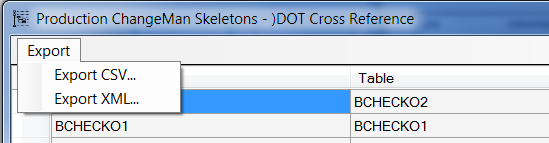 Production ChangeMan Skeletons - )DOT Cross Reference
Export
Export CSV...
Table
Export XML...
BCHECKO2
BCHECKO1 BCHECKO1